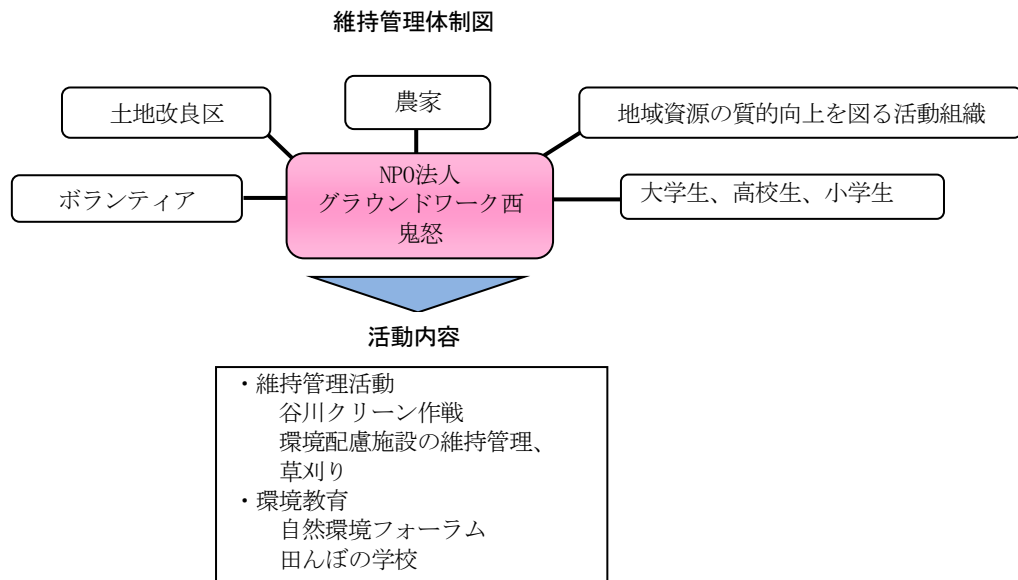 維持管理体制図
農家
土地改良区
地域資源の質的向上を図る活動組織
NPO法人
グラウンドワーク西
鬼怒
ボランティア
大学生、高校生、小学生
活動内容
・維持管理活動
谷川クリーン作戦
環境配慮施設の維持管理、
草刈り
・環境教育
自然環境フォーラム
田んぼの学校